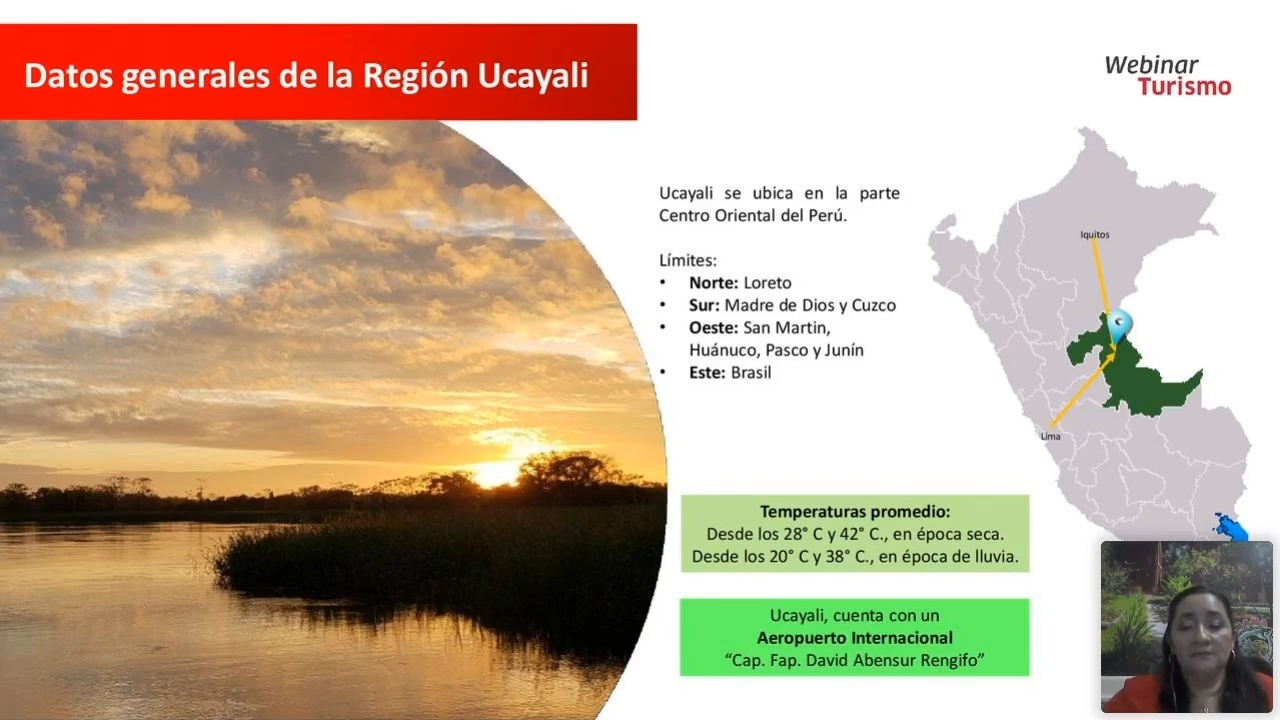 Datos generales de la Región Ucayali
Webinar
Turismo
Ucayali se ubica en la parte
Centro Oriental del Perú.
Límites:
• Norte: Loreto
• Sur: Madre de Dios y Cuzco
• Oeste: San Martin,
Huánuco, Pasco y Junín
• Este: Brasil
Iquitos
Lima
Temperaturas promedio:
Desde los 28° C y 42° C., en época seca.
Desde los 20° C y 38° C., en época de lluvia.
Ucayali, cuenta con un
Aeropuerto Internacional
“Cap. Fap. David Abensur Rengifo”